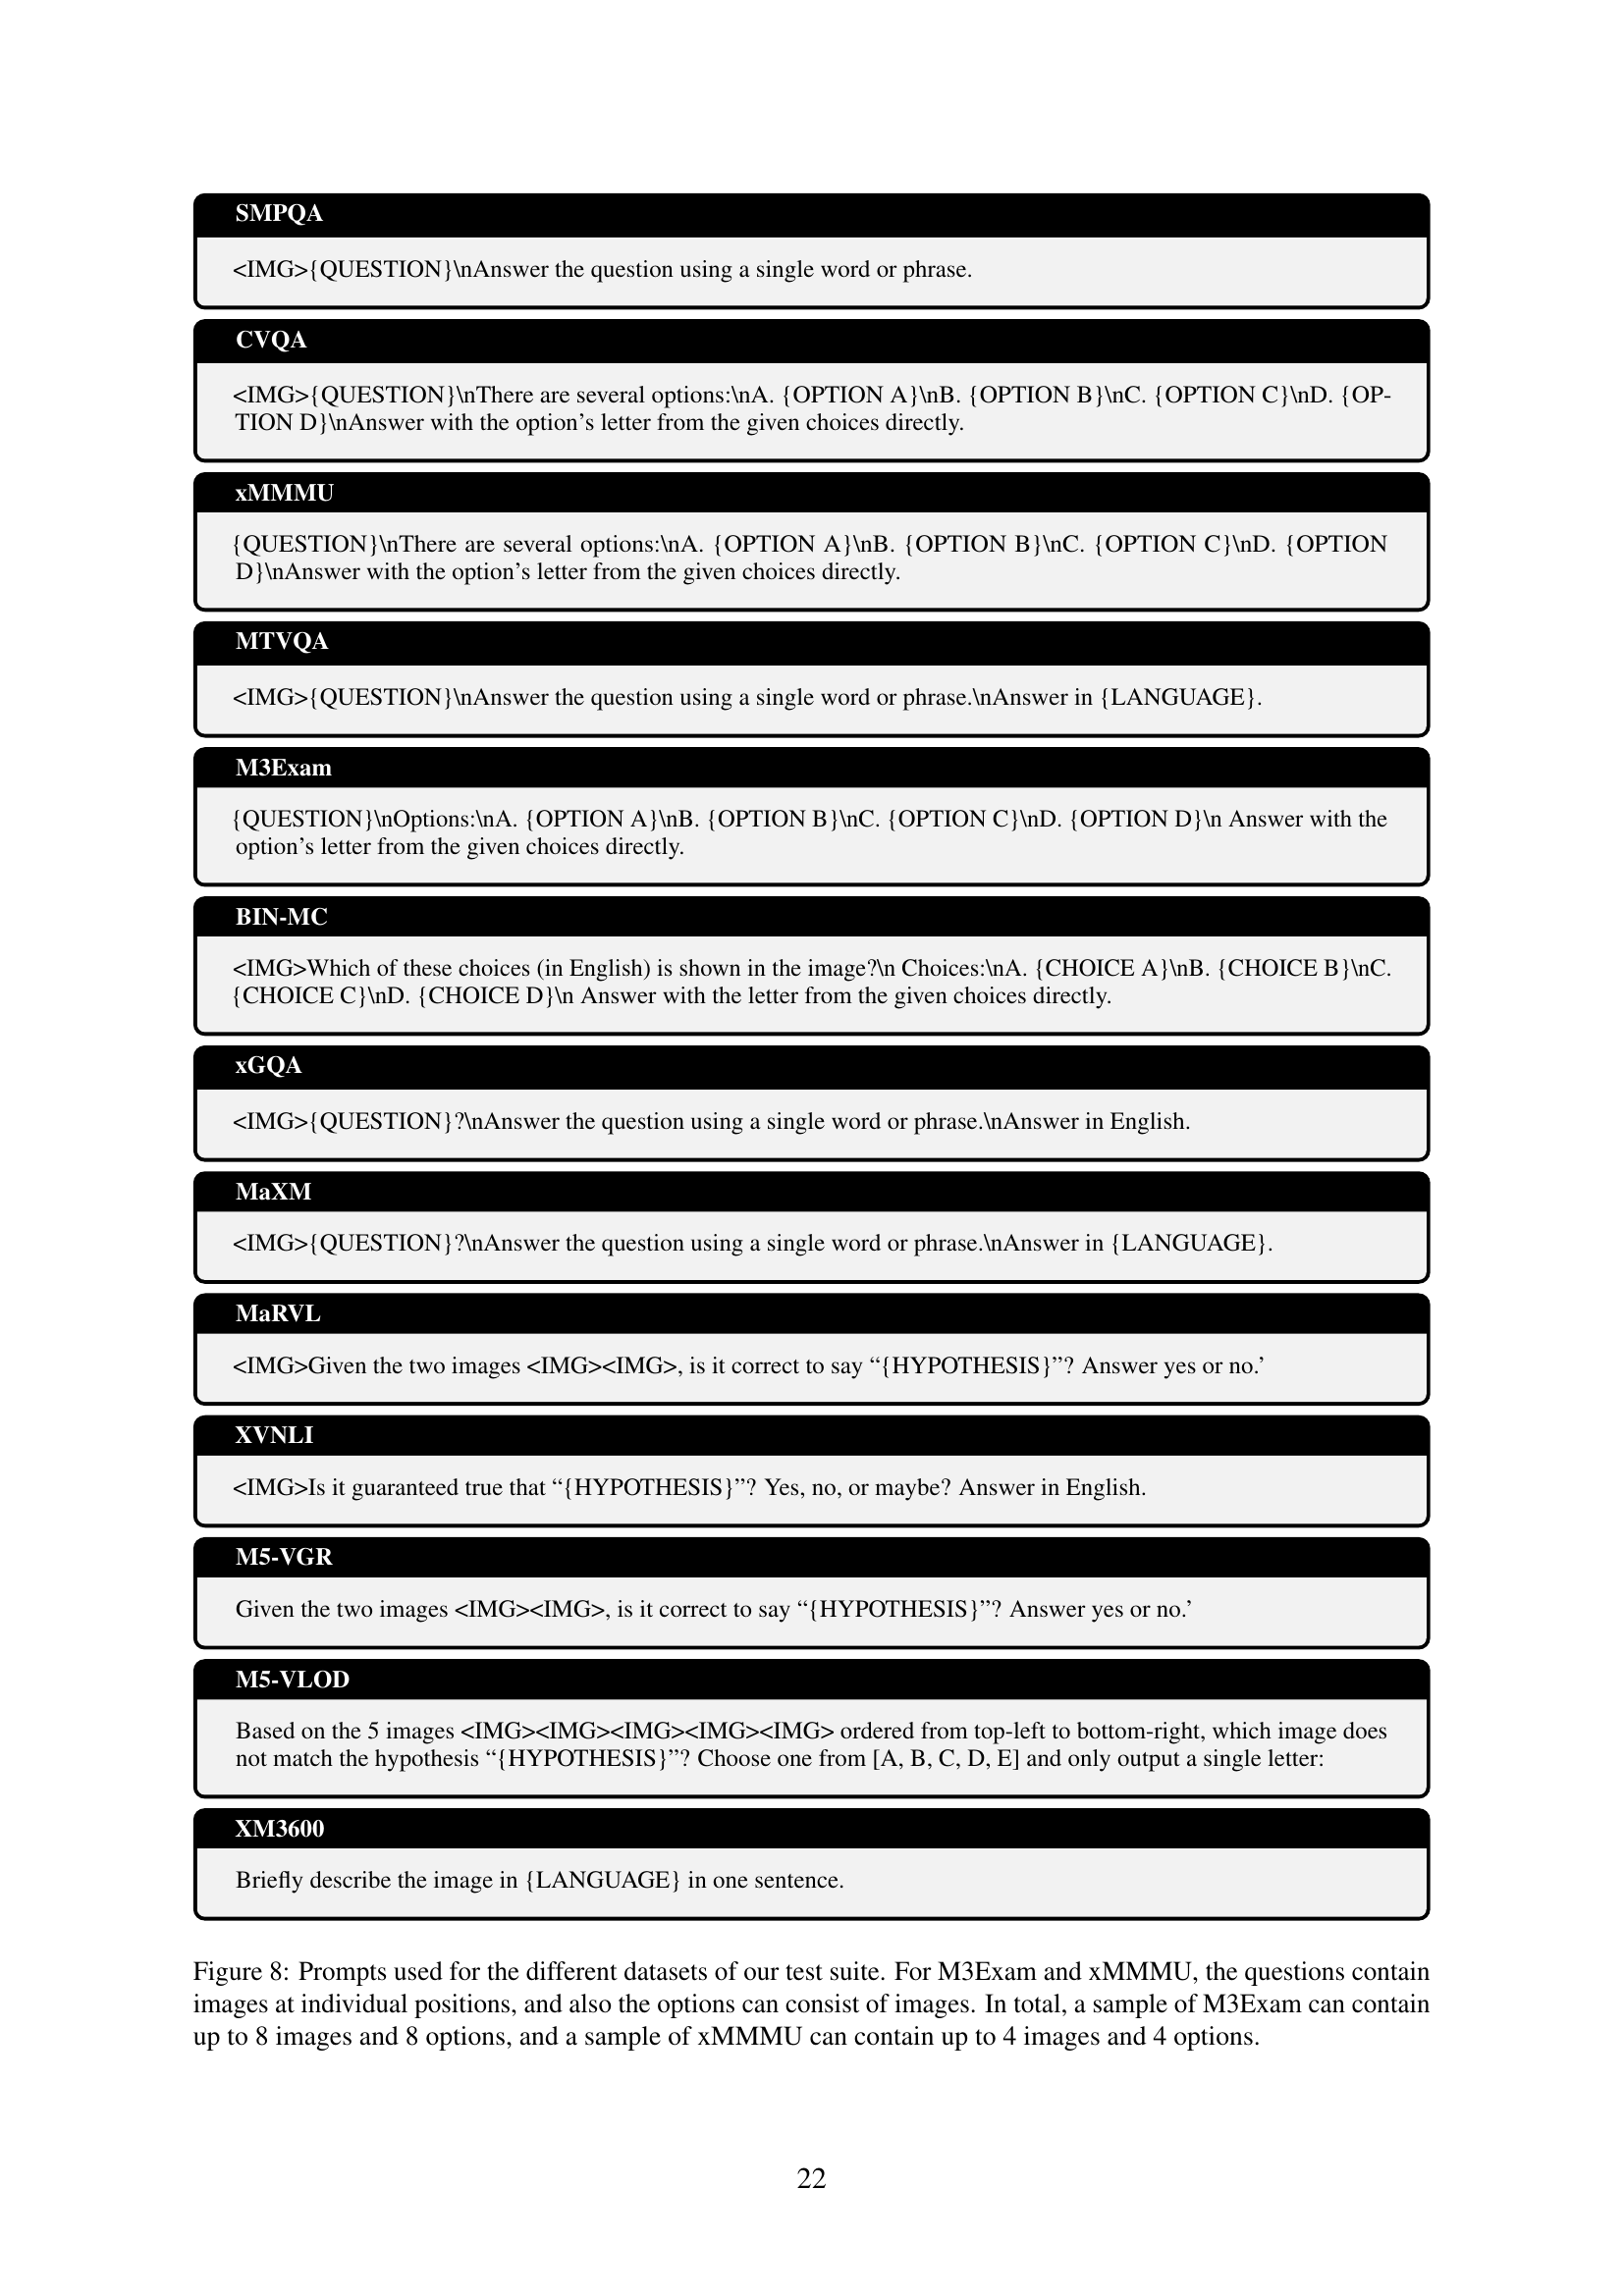 SMPQA
<IMG>{QUESTION}\nAnswer the question using a single word or phrase.
CVQA
<IMG>{QUESTION}\nThere are several options:\nA. {OPTION A}\nB. {OPTION B}\nC. {OPTION C}\nD. {OP-
TION D}\nAnswer with the option’s letter from the given choices directly.
xMMMU
{QUESTION}\nThere are several options:\nA. {OPTION A}\nB. {OPTION B}\nC. {OPTION C}\nD. {OPTION
D}\nAnswer with the option’s letter from the given choices directly.
MTVQA
<IMG>{QUESTION}\nAnswer the question using a single word or phrase.\nAnswer in {LANGUAGE}.
M3Exam
{QUESTION}\nOptions:\nA. {OPTION A}\nB. {OPTION B}\nC. {OPTION C}\nD. {OPTION D}\n Answer with the
option’s letter from the given choices directly.
BIN-MC
<IMG>Which of these choices (in English) is shown in the image?\n Choices:\nA. {CHOICE A}\nB. {CHOICE B}\nC.
{CHOICE C}\nD. {CHOICE D}\n Answer with the letter from the given choices directly.
xGQA
<IMG>{QUESTION}?\nAnswer the question using a single word or phrase.\nAnswer in English.
MaXM
<IMG>{QUESTION}?\nAnswer the question using a single word or phrase.\nAnswer in {LANGUAGE}.
MaRVL
<IMG>Given the two images <IMG><IMG>, is it correct to say “{HYPOTHESIS}”? Answer yes or no.’
XVNLI
<IMG>Is it guaranteed true that “{HYPOTHESIS}”? Yes, no, or maybe? Answer in English.
M5-VGR
Given the two images <IMG><IMG>, is it correct to say “{HYPOTHESIS}”? Answer yes or no.’
M5-VLOD
Based on the 5 images <IMG><IMG><IMG><IMG><IMG> ordered from top-left to bottom-right, which image does
not match the hypothesis “{HYPOTHESIS}”? Choose one from [A, B, C, D, E] and only output a single letter:
XM3600
Briefly describe the image in {LANGUAGE} in one sentence.
Figure 8: Prompts used for the different datasets of our test suite. For M3Exam and xMMMU, the questions contain
images at individual positions, and also the options can consist of images. In total, a sample of M3Exam can contain
up to 8 images and 8 options, and a sample of xMMMU can contain up to 4 images and 4 options.
22